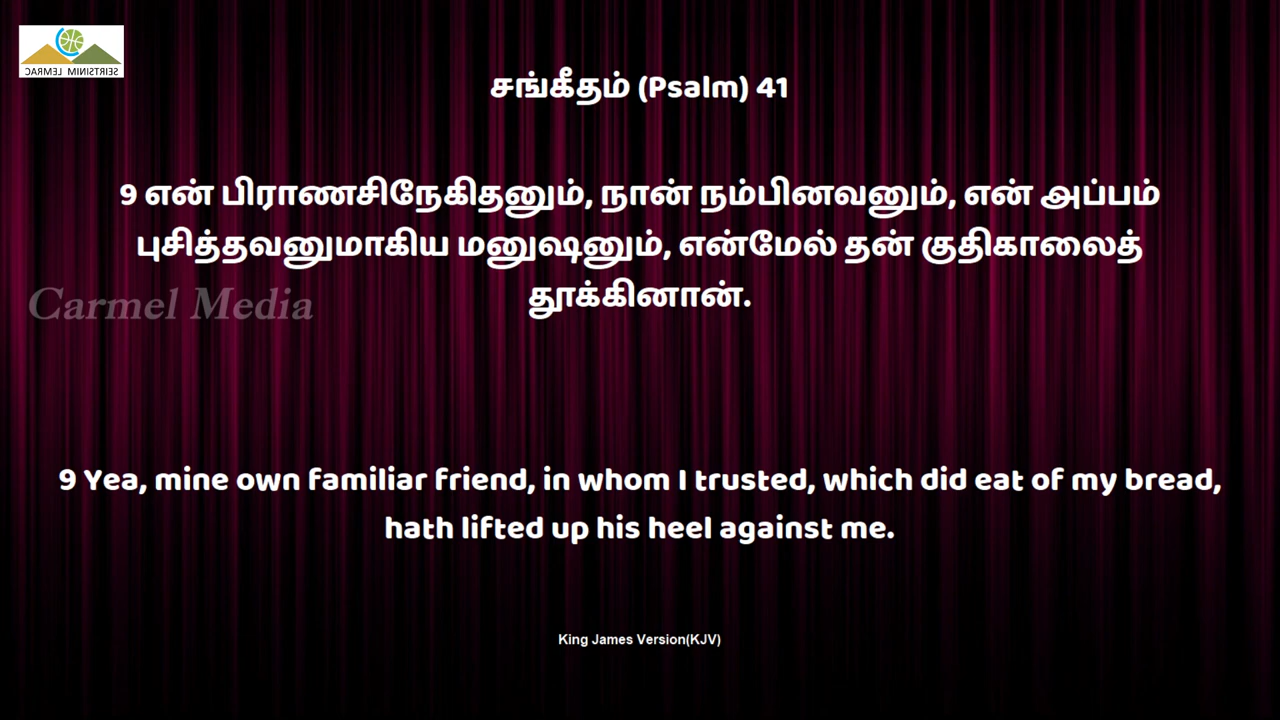 CARMEL MINISTRIES
சங்கீதம் (Psalm) 41
9 என் பிராணசிநேகிதனும், நான் நம்பினவனும், என் அப்பம்
புசித்தவனுமாகிய மனுஷனும், என்மேல் தன் குதிகாலைத்
தூக்கினான்.
Carmel Media
9 Yea, mine own familiar friend, in whom I trusted, which did eat of my bread,
hath lifted up his heel against me.
King James Version(KJV)